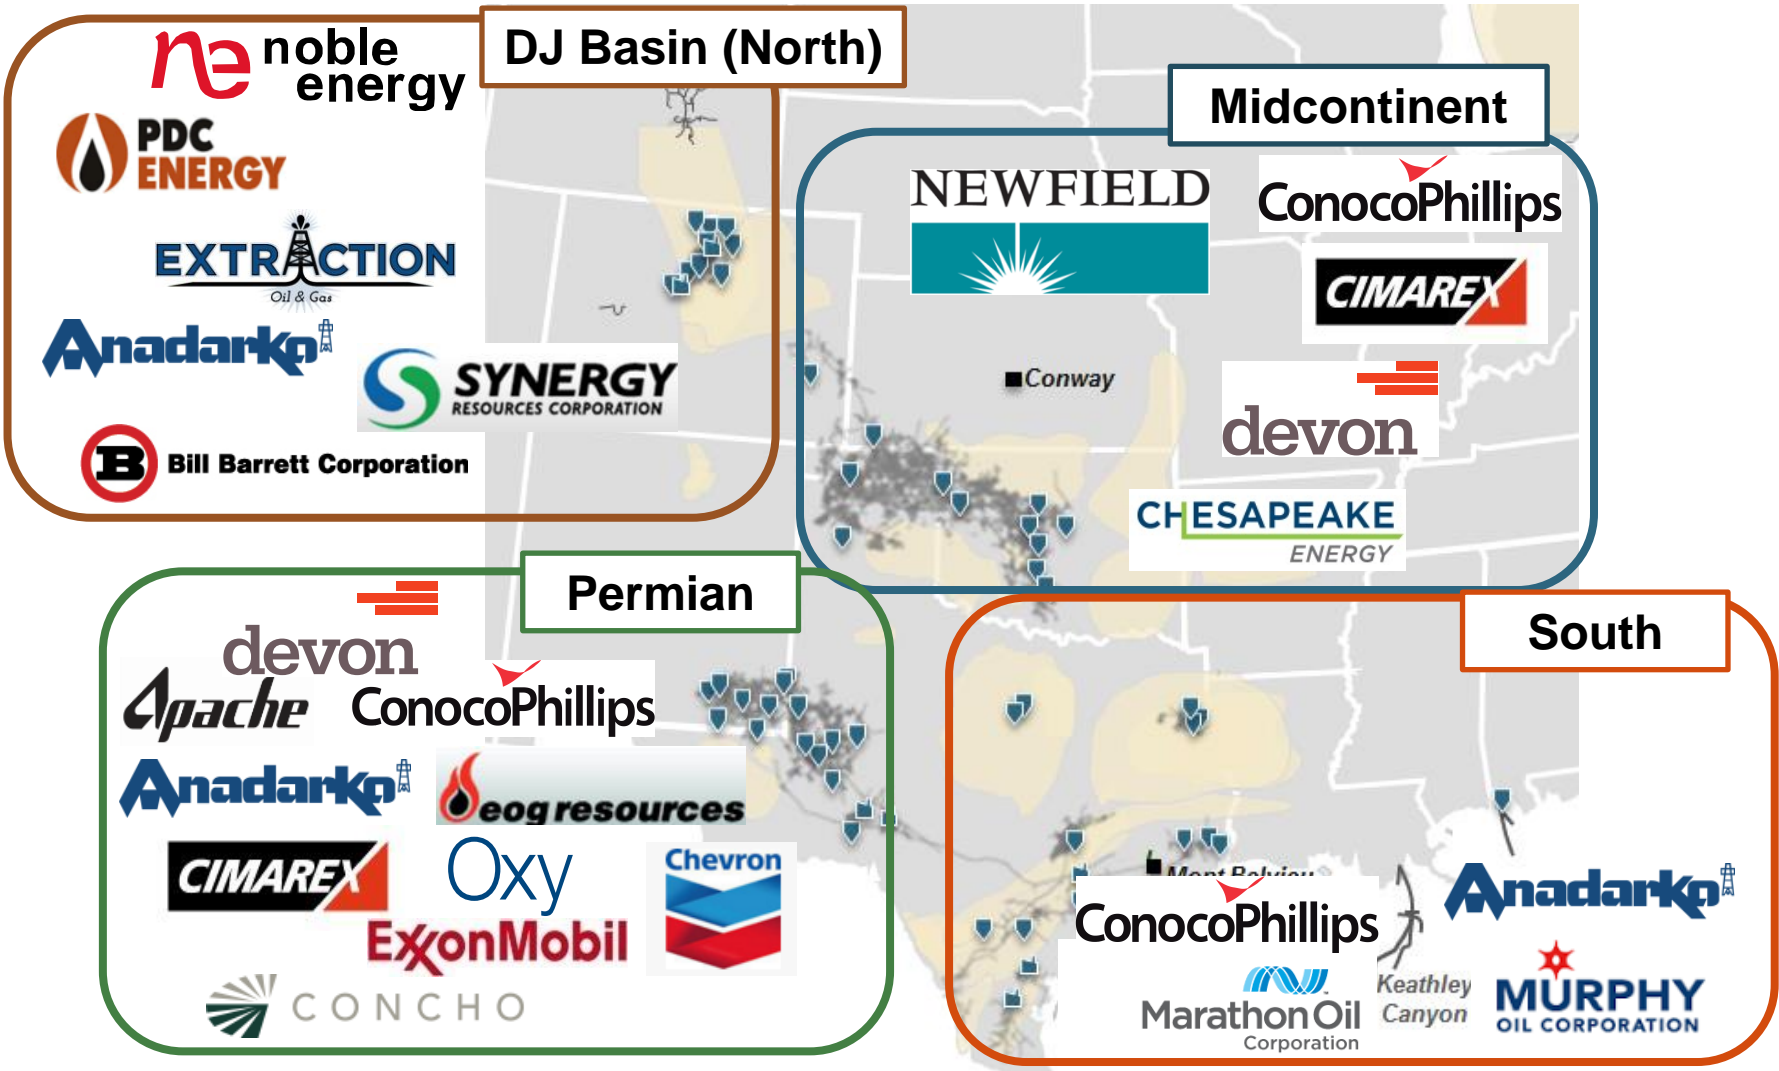 noble
energy
DJ Basin (North)
PDC
ENERGY
EXTRACTION
Oil & Gas
Anadarko
SYNERGY
RESOURCES CORPORATION
B
Bill Barrett Corporation
Midcontinent
NEWFIELD
ConocoPhillips
CIMAREX
Conway
devon
CHESAPEAKE
ENERGY
Permian
devon
Apache
ConocoPhillips
Anadarko
eog resources
CIMAREX
Oxy
Chevron
ExxonMobil
CONCHO
South
Mont Belvieu
ConocoPhillips
Anadarko
Marathon Oil
Corporation
Keathley
Canyon
MURPHY
OIL CORPORATION